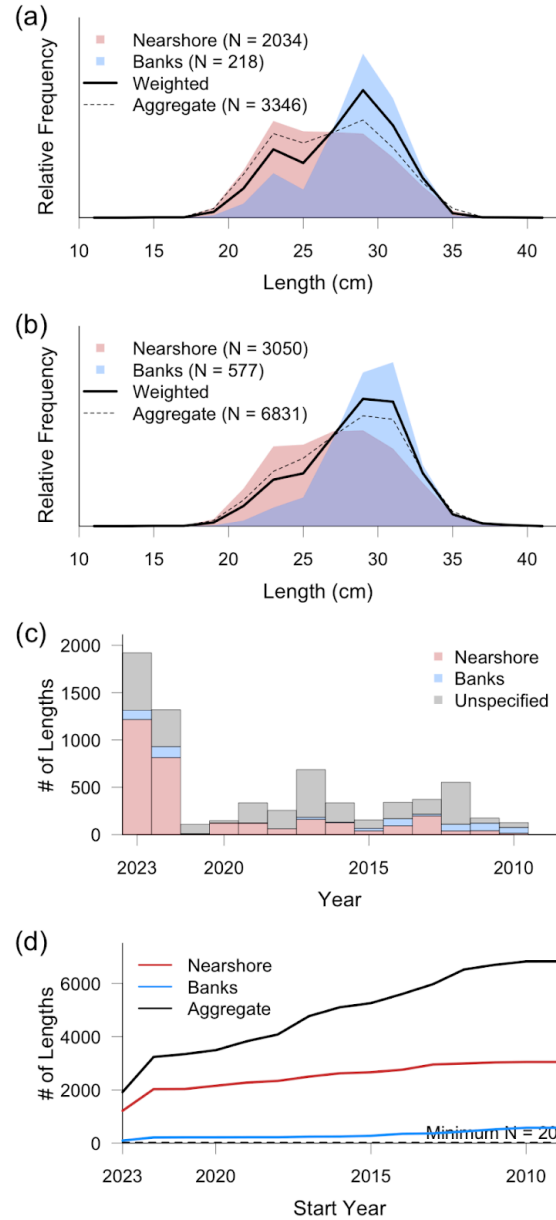 (a)
Nearshore (N = 2034)
Banks (N = 218)
Weighted
Aggregate (N = 3346)
Relative Frequency
10 15 20 25 30 35 40
Length (cm)
(b)
Nearshore (N = 3050)
Banks (N = 577)
Weighted
Aggregate (N = 6831)
Relative Frequency
10 15 20 25 30 35 40
Length (cm)
(c)
2000
1500
1000
500
0
# of Lengths
Nearshore
Banks
Unspecified
2023 2020 2015 2010
Year
(d)
6000
4000
2000
0
# of Lengths
Nearshore
Banks
Aggregate
Minimum N = 20
2023 2020 2015 2010
Start Year